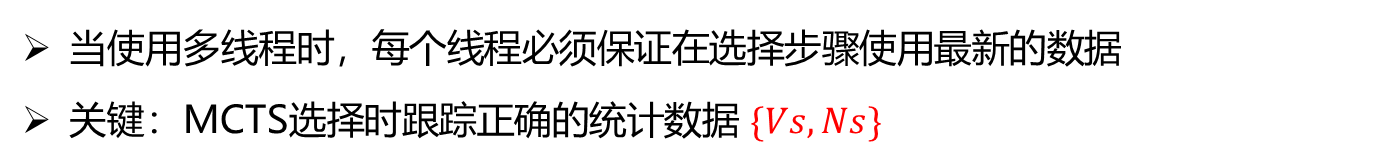 ➢ 当使用多线程时，每个线程必须保证在选择步骤使用最新的数据
➢ 关键：MCTS选择时跟踪正确的统计数据 {Vs, Ns}